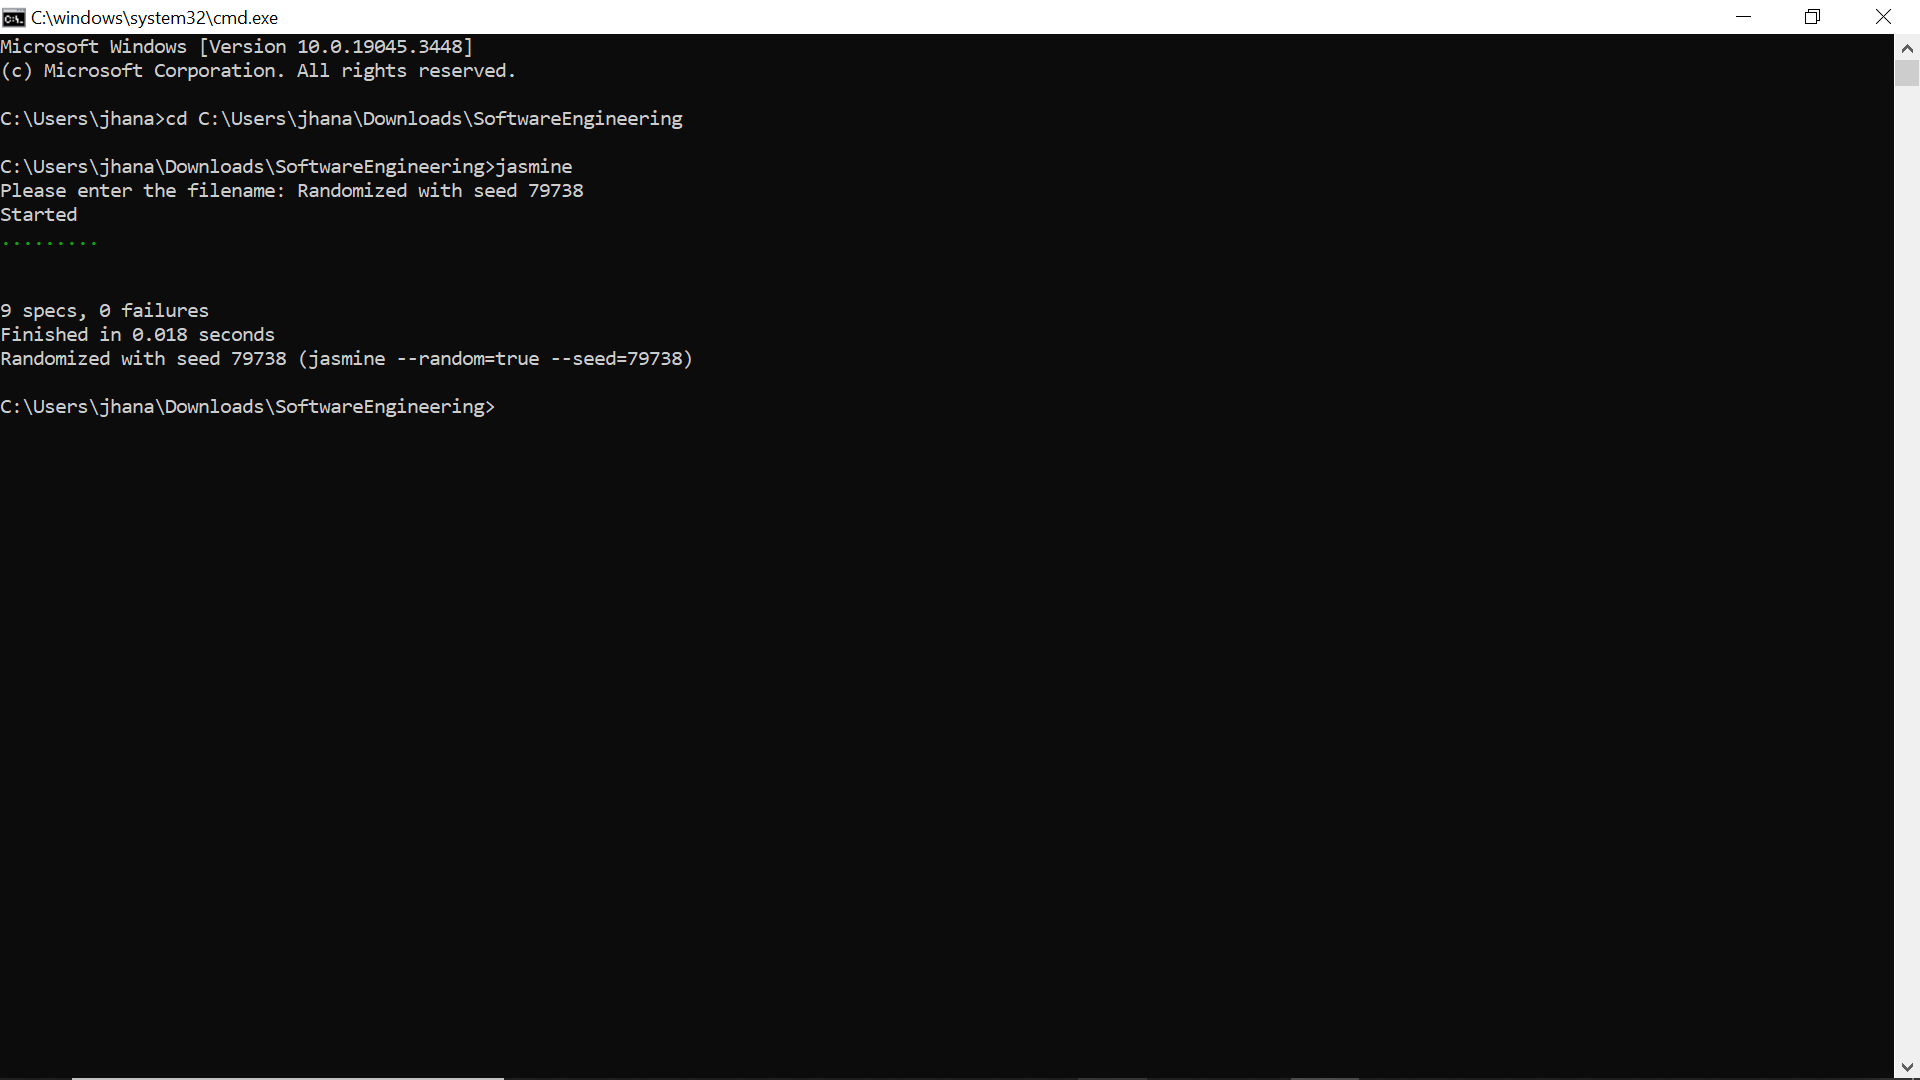 C:\windows\system32\cmd.exe
Microsoft Windows [Version 10.0.19045.3448]
(c) Microsoft Corporation. All rights reserved.
C:\Users\jhana>cd C:\Users\jhana\Downloads\SoftwareEngineering
C:\Users\jhana\Downloads\SoftwareEngineering>jasmine
Please enter the filename: Randomized with seed 79738
Started
.........
9 specs, 0 failures
Finished in 0.018 seconds
Randomized with seed 79738 (jasmine --random=true --seed=79738)
C:\Users\jhana\Downloads\SoftwareEngineering>